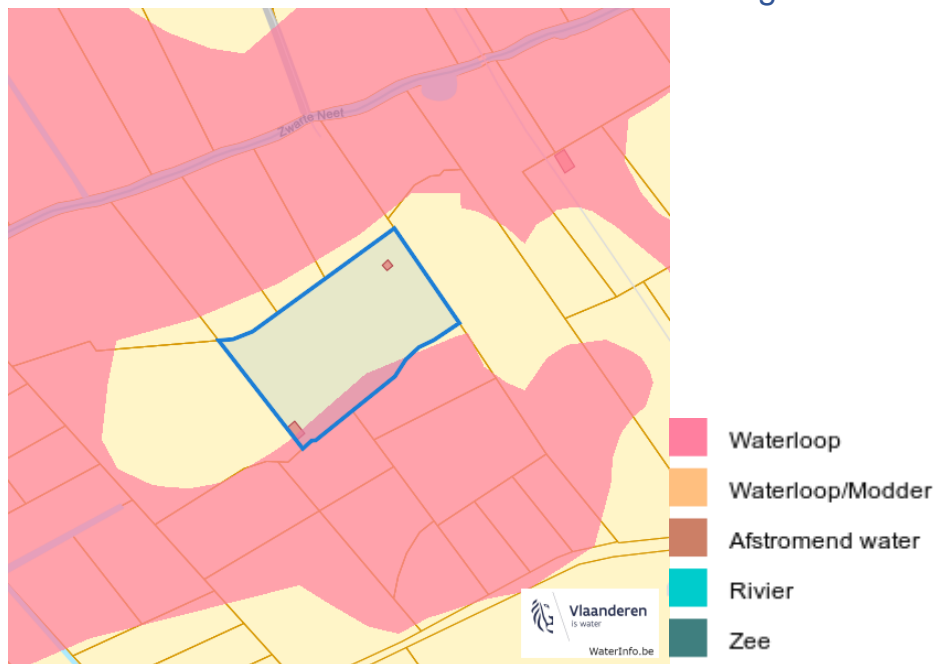 Zwarte Neet
Waterloop
Waterloop/Modder
Afstromend water
Rivier
Zee
Vlaanderen
is water
WaterInfo.be